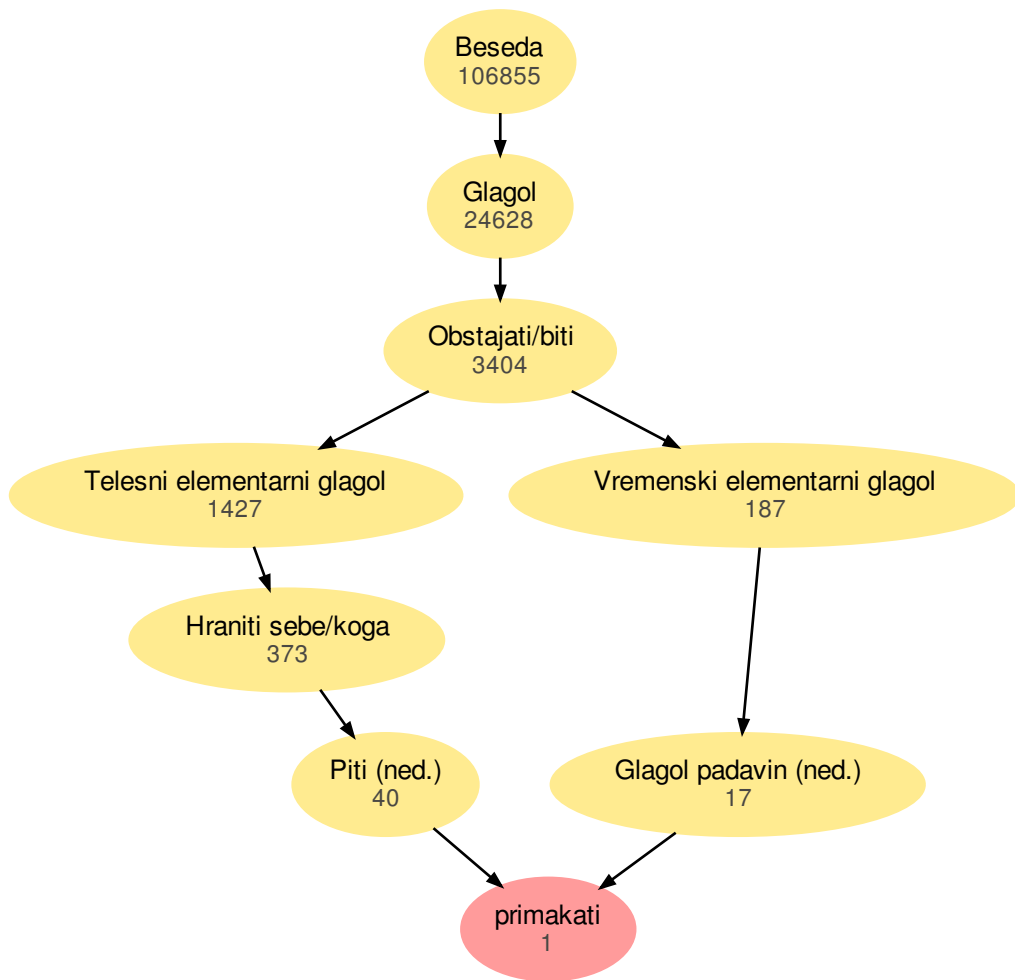 Beseda
106855
Glagol
24628
Obstajati/biti
3404
Telesni elementarni glagol
1427
Vremenski elementarni glagol
187
Hraniti sebe/koga
373
Piti (ned.)
40
Glagol padavin (ned.)
17
primakati
1